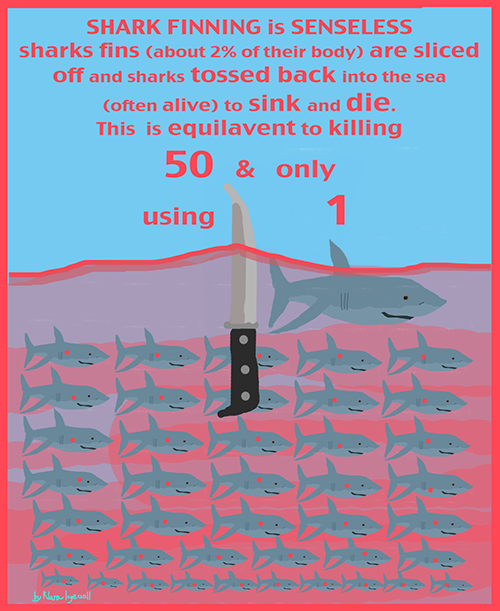 SHARK FINNING is SENSELESS
sharks fins (about 2% of their body) are sliced
off and sharks tossed back into the sea
(often alive) to sink and die.
This is equilavent to killing
50 & only
using 1
by